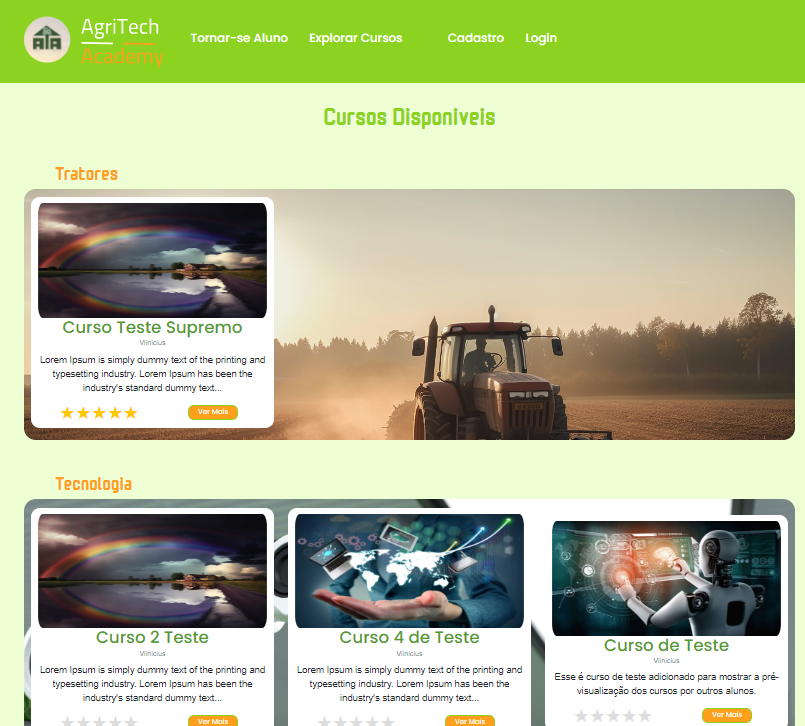 AgriTech
Academy
Tornar-se Aluno Explorar Cursos Cadastro Login
Cursos Disponiveis
Tratores
Curso Teste Supremo
Viinicius
Lorem Ipsum is simply dummy text of the printing and
typesetting industry. Lorem Ipsum has been the
industry's standard dummy text...
Ver Mais
Tecnologia
Curso 2 Teste
Viinicius
Lorem Ipsum is simply dummy text of the printing and
typesetting industry. Lorem Ipsum has been the
industry's standard dummy text...
Ver Mais
Curso 4 de Teste
Viinicius
Lorem Ipsum is simply dummy text of the printing and
typesetting industry. Lorem Ipsum has been the
industry's standard dummy text...
Ver Mais
Curso de Teste
Viinicius
Esse é curso de teste adicionado para mostrar a pré-
visualização dos cursos por outros alunos.
Ver Mais